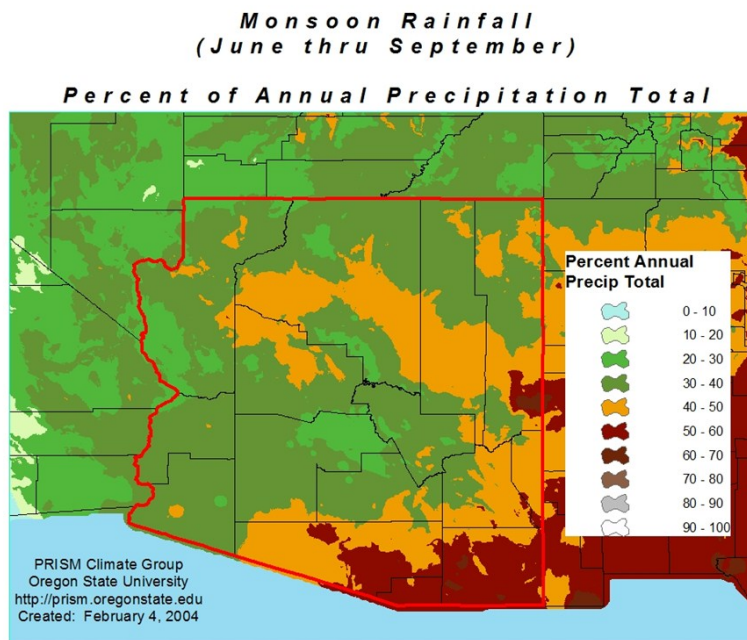 Monsoon Rainfall
(June thru September)
Percent of Annual Precipitation Total
Percent Annual
Precip Total
0 - 10
10 - 20
20 - 30
30 - 40
40 - 50
50 - 60
60 - 70
70 - 80
80 - 90
90 - 100
PRISM Climate Group
Oregon State University
http://prism.oregonstate.edu
Created: February 4, 2004